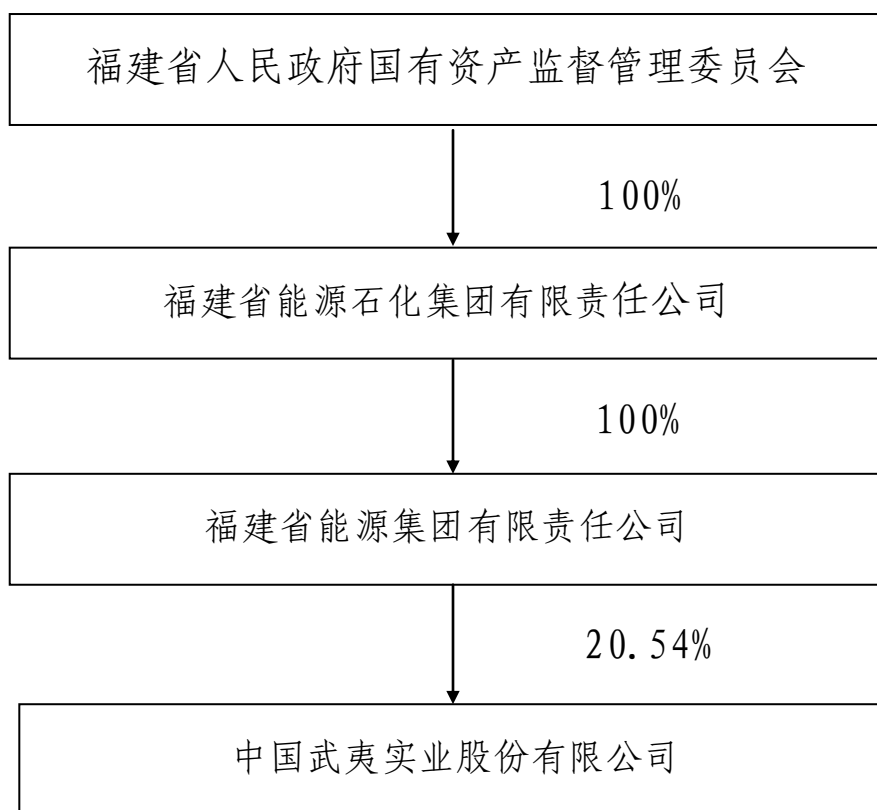 福建省人民政府国有资产监督管理委员会
100%
福建省能源石化集团有限责任公司
100%
福建省能源集团有限责任公司
20.54%
中国武夷实业股份有限公司